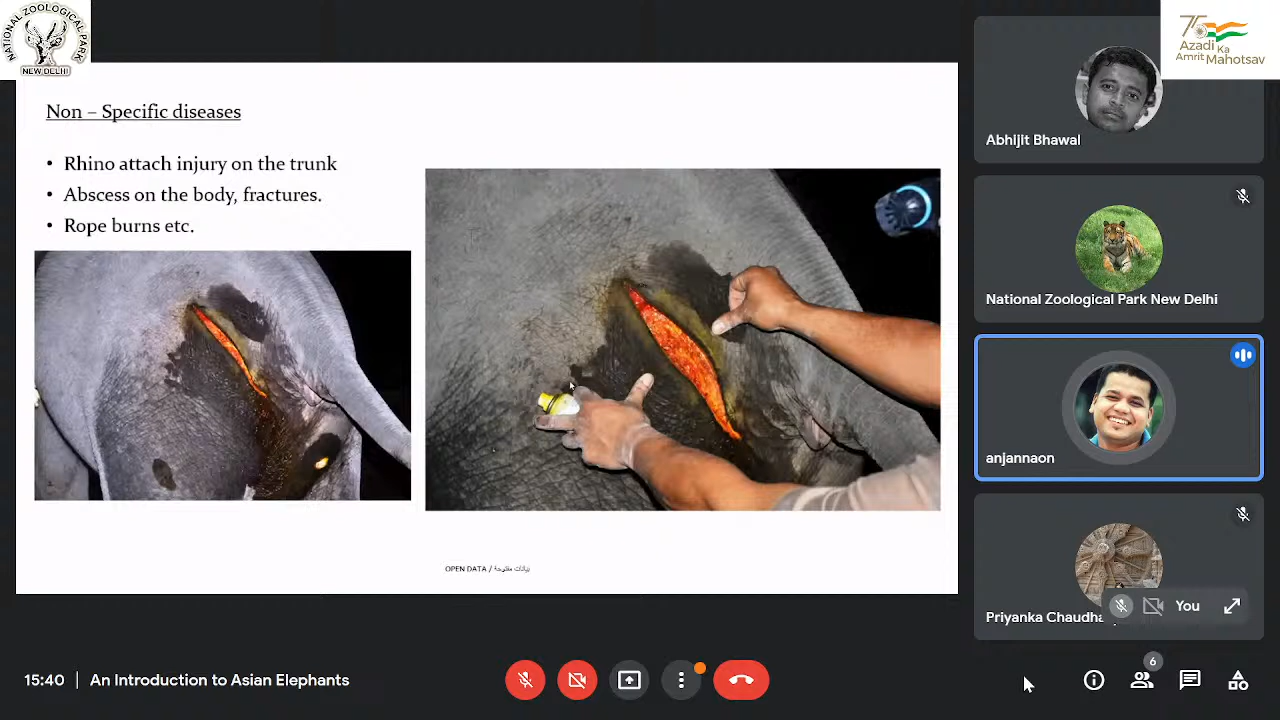 NATIONAL ZOOLOGICAL PARK
NEW DELHI
75
Azadi Ka
Amrit Mahotsav
Non – Specific diseases
• Rhino attach injury on the trunk
• Abscess on the body, fractures.
• Rope burns etc.
OPEN DATA / بيانات مفتوحة
Abhijit Bhawal
National Zoological Park New Delhi
anjannaon
Priyanka Chaudha
You
15:40 | An Introduction to Asian Elephants
6